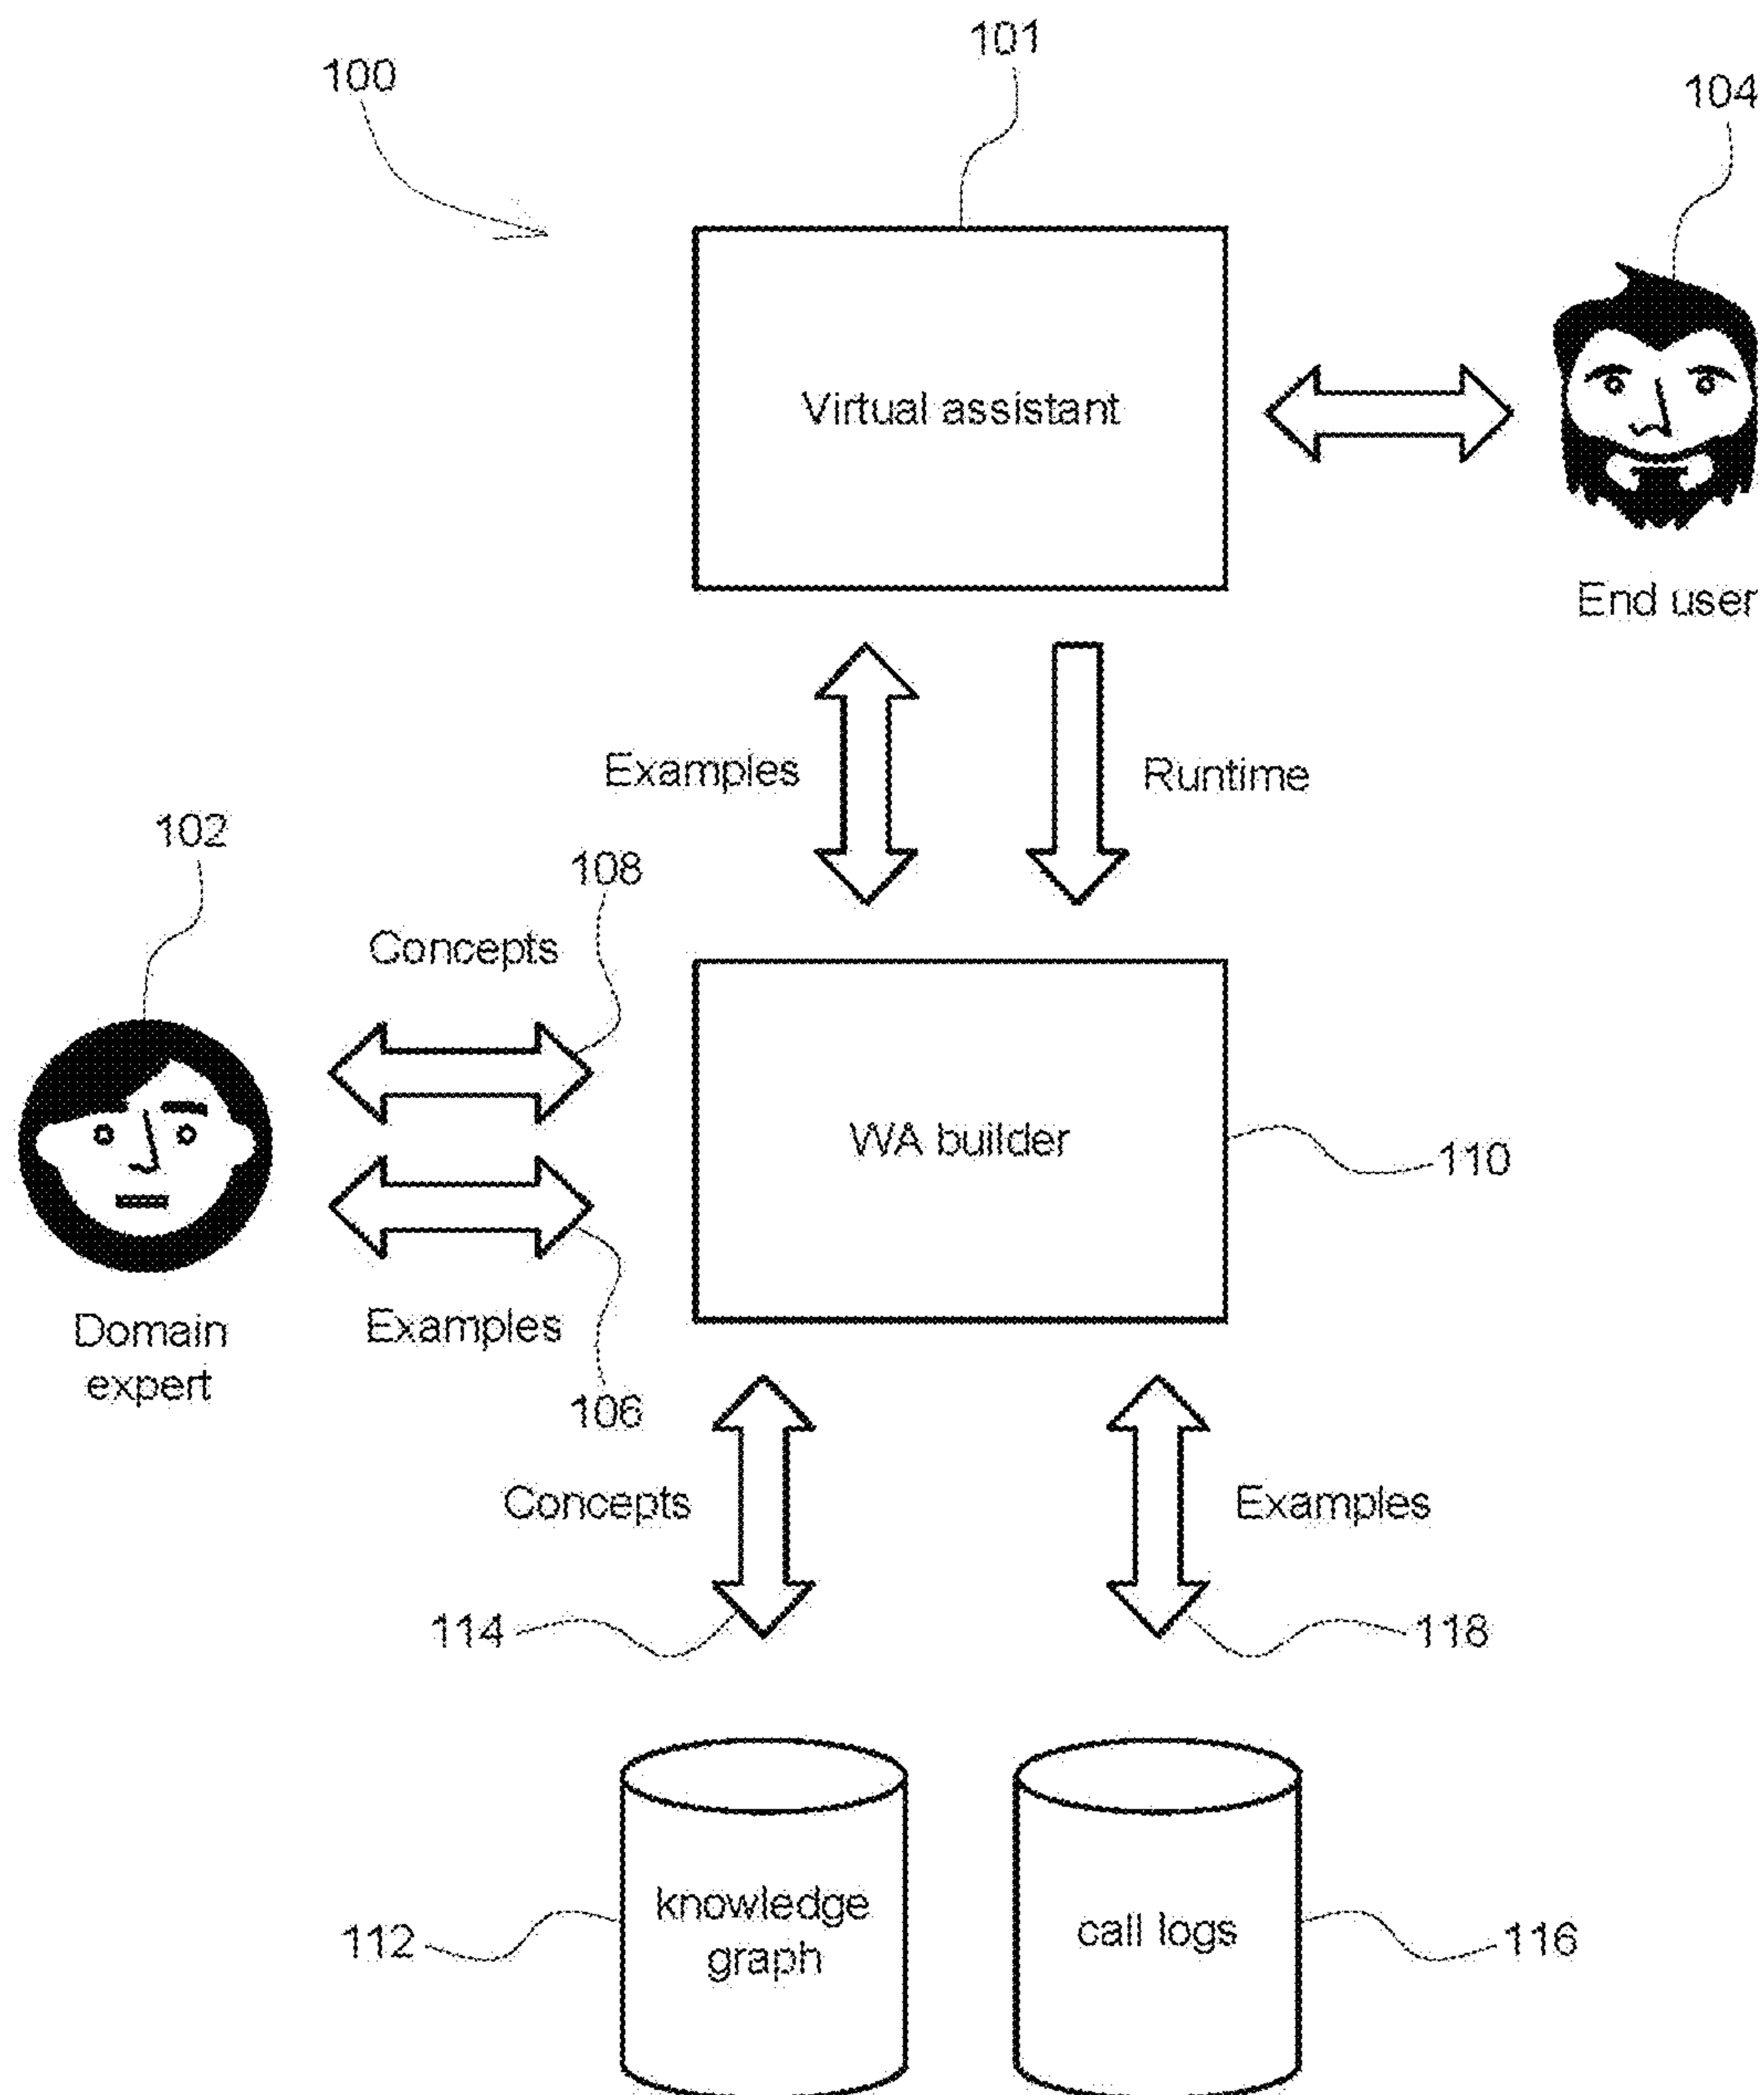 101
100
104
Virtual assistant
End user
Examples
Runtime
102
108
Concepts
WA builder
110
Domain
expert
Examples
106
Concepts
Examples
114
118
knowledge
graph
call logs
112
116